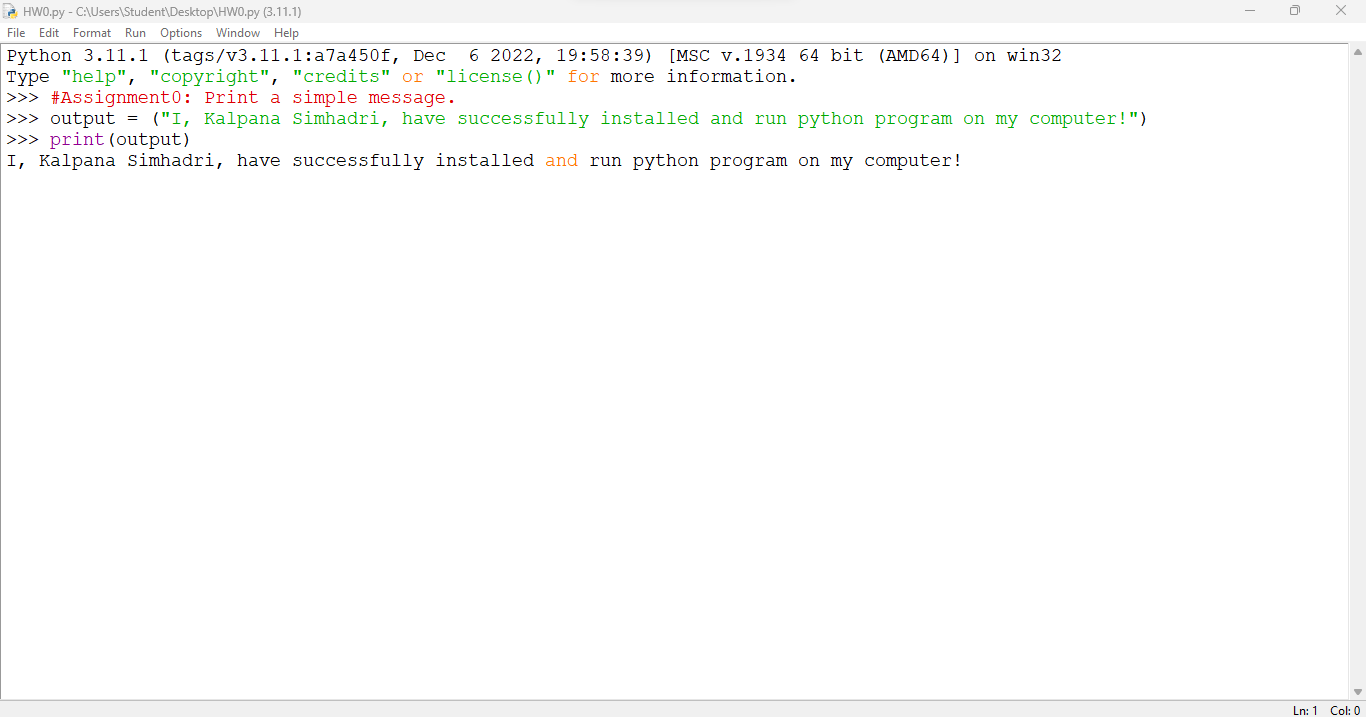 HW0.py - C:\Users\Student\Desktop\HW0.py (3.11.1)
File Edit Format Run Options Window Help
Python 3.11.1 (tags/v3.11.1:a7a450f, Dec  6 2022, 19:58:39) [MSC v.1934 64 bit (AMD64)] on win32
Type "help", "copyright", "credits" or "license()" for more information.
>>> #Assignment0: Print a simple message.
>>> output = ("I, Kalpana Simhadri, have successfully installed and run python program on my computer!")
>>> print(output)
I, Kalpana Simhadri, have successfully installed and run python program on my computer!
Ln: 1 Col: 0